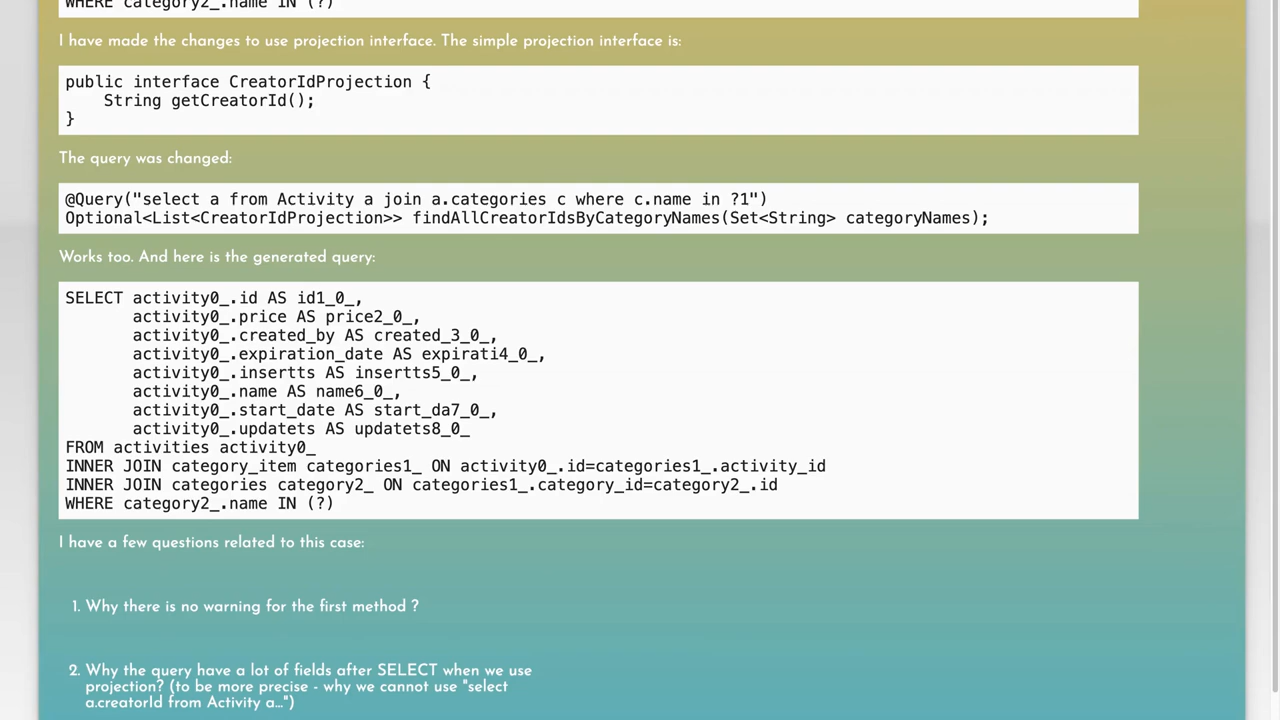 WHERE category2_.name IN (?)
I have made the changes to use projection interface. The simple projection interface is:
public interface CreatorIdProjection {
    String getCreatorId();
}
The query was changed:
@Query("select a from Activity a join a.categories c where c.name in ?1")
Optional<List<CreatorIdProjection>> findAllCreatorIdsByCategoryNames(Set<String> categoryNames);
Works too. And here is the generated query:
SELECT activity0_.id AS id1_0_,
       activity0_.price AS price2_0_,
       activity0_.created_by AS created_3_0_,
       activity0_.expiration_date AS expirati4_0_,
       activity0_.insertts AS insertts5_0_,
       activity0_.name AS name6_0_,
       activity0_.start_date AS start_da7_0_,
       activity0_.updatets AS updatets8_0_
FROM activities activity0_
INNER JOIN category_item categories1_ ON activity0_.id=categories1_.activity_id
INNER JOIN categories category2_ ON categories1_.category_id=category2_.id
WHERE category2_.name IN (?)
I have a few questions related to this case:
1. Why there is no warning for the first method ?
2. Why the query have a lot of fields after SELECT when we use
projection? (to be more precise - why we cannot use "select
a.creatorId from Activity a...")